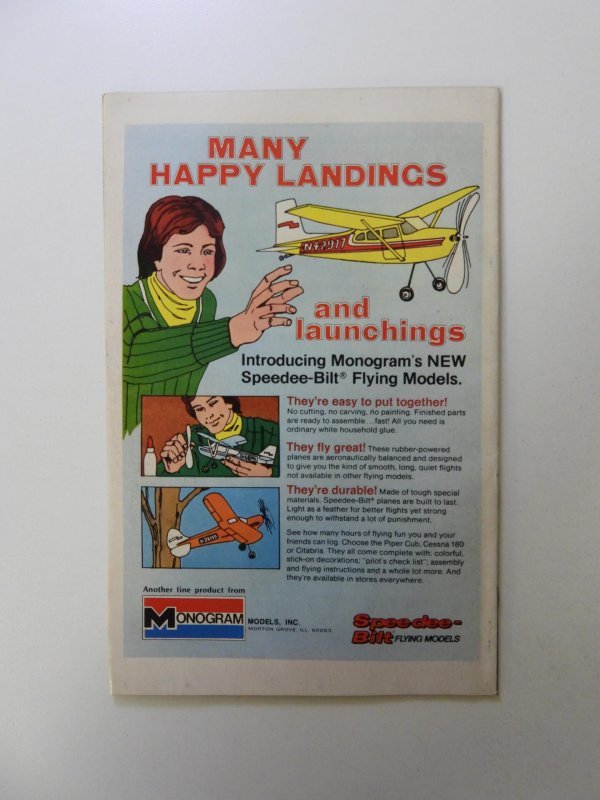 MANY
HAPPY LANDINGS
N42917
and
launchings
Introducing Monogram's NEW
Speedee-Bilt® Flying Models.
They're easy to put together!
No cutting, no carving, no painting. Finished parts
are ready to assemble...fast! All you need is
ordinary white household glue.
They fly great! These rubber-powered
planes are aeronautically balanced and designed
to give you the kind of smooth, long, quiet flights
not available in other flying models.
They're durable! Made of tough special
materials, Speedee-Bilt® planes are built to last.
Light as a feather for better flights yet strong
enough to withstand a lot of punishment.
See how many hours of flying fun you and your
friends can log. Choose the Piper Cub, Cessna 180
or Citabria. They all come complete with: colorful,
stick-on decorations; "pilot's check list"; assembly
and flying instructions and a whole lot more. And
they're available in stores everywhere.
Another fine product from
MONOGRAM MODELS, INC.
MORTON GROVE, ILL. 60053
Speedee-
Bilt FLYING MODELS